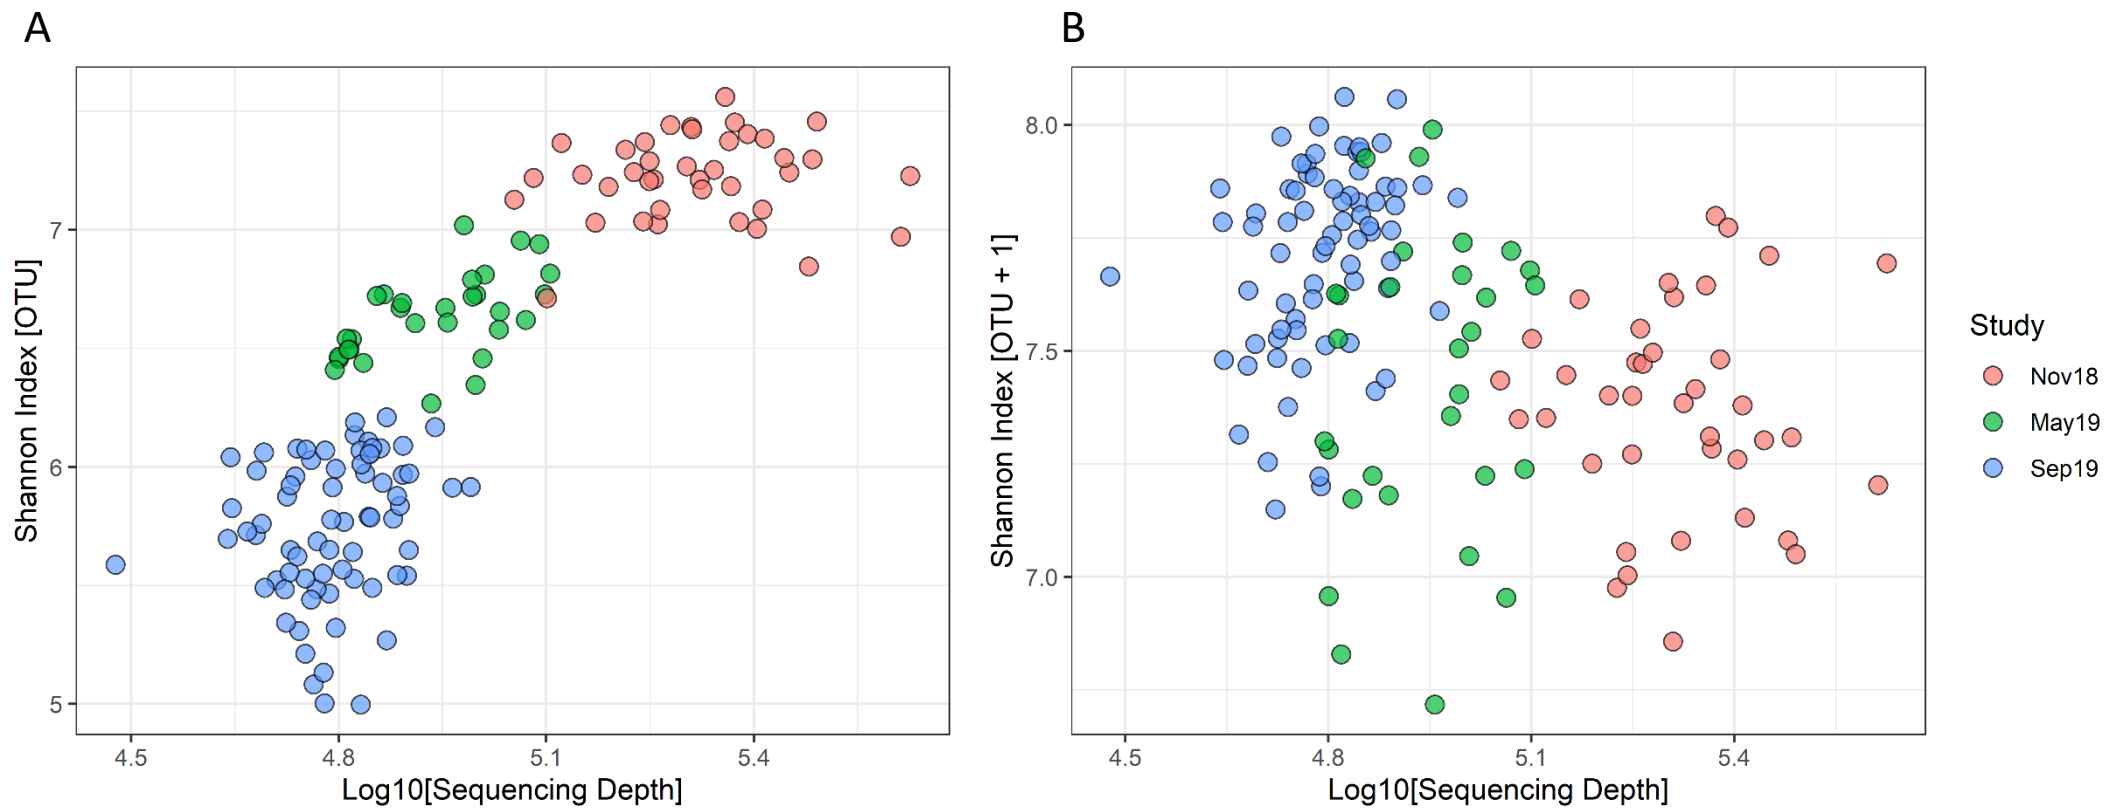 A
B
7
6
5
Shannon Index [OTU]
4.5
4.8
5.1
5.4
Log10[Sequencing Depth]
8.0
7.5
7.0
Shannon Index [OTU + 1]
4.5
4.8
5.1
5.4
Log10[Sequencing Depth]
Study
Nov18
May19
Sep19